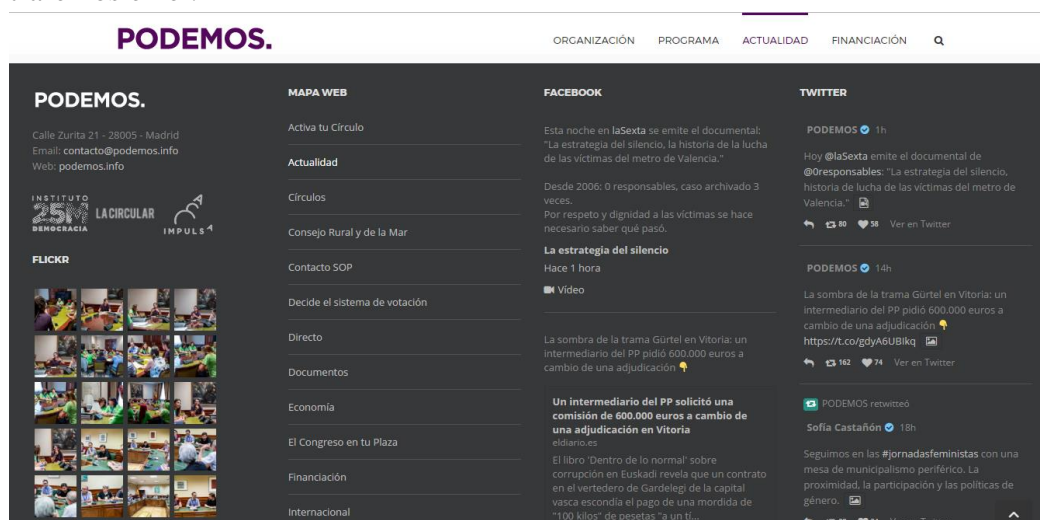 PODEMOS.
ORGANIZACIÓN PROGRAMA ACTUALIDAD FINANCIACIÓN
PODEMOS.
Calle Zurita 21 - 28005 - Madrid
Email: contacto@podemos.info
Web: podemos.info
INSTITUTO
25M
DEMOCRACIA
LACIRCULAR
IMPULS4
FLICKR
MAPA WEB
Activa tu Círculo
Actualidad
Círculos
Consejo Rural y de la Mar
Contacto SOP
Decide el sistema de votación
Directo
Documentos
Economía
El Congreso en tu Plaza
Financiación
Internacional
FACEBOOK
Esta noche en laSexta se emite el documental:
"La estrategia del silencio, la historia de la lucha
de las víctimas del metro de Valencia."
Desde 2006: 0 responsables, caso archivado 3
veces.
Por respeto y dignidad a las víctimas se hace
necesario saber qué pasó.
La estrategia del silencio
Hace 1 hora
Vídeo
La sombra de la trama Gürtel en Vitoria: un
intermediario del PP pidió 600.000 euros a
cambio de una adjudicación 👇
Un intermediario del PP solicitó una
comisión de 600.000 euros a cambio de
una adjudicación en Vitoria
eldiario.es
El libro 'Dentro de lo normal' sobre
corrupción en Euskadi revela que un contrato
en el vertedero de Gardelegi de la capital
vasca escondía el pago de una mordida de
"100 kilos" de pesetas "a un tí...
TWITTER
PODEMOS 1h
Hoy @laSexta emite el documental de
@0responsables: "La estrategia del silencio,
historia de lucha de las víctimas del metro de
Valencia."
80 58 Ver en Twitter
PODEMOS 14h
La sombra de la trama Gürtel en Vitoria: un
intermediario del PP pidió 600.000 euros a
cambio de una adjudicación 👇
https://t.co/gdyA6UBIkq
162 74 Ver en Twitter
PODEMOS retwitteó
Sofía Castañón 18h
Seguimos en las #jornadasfeministas con una
mesa de municipalismo periférico. La
proximidad, la participación y las políticas de
género.